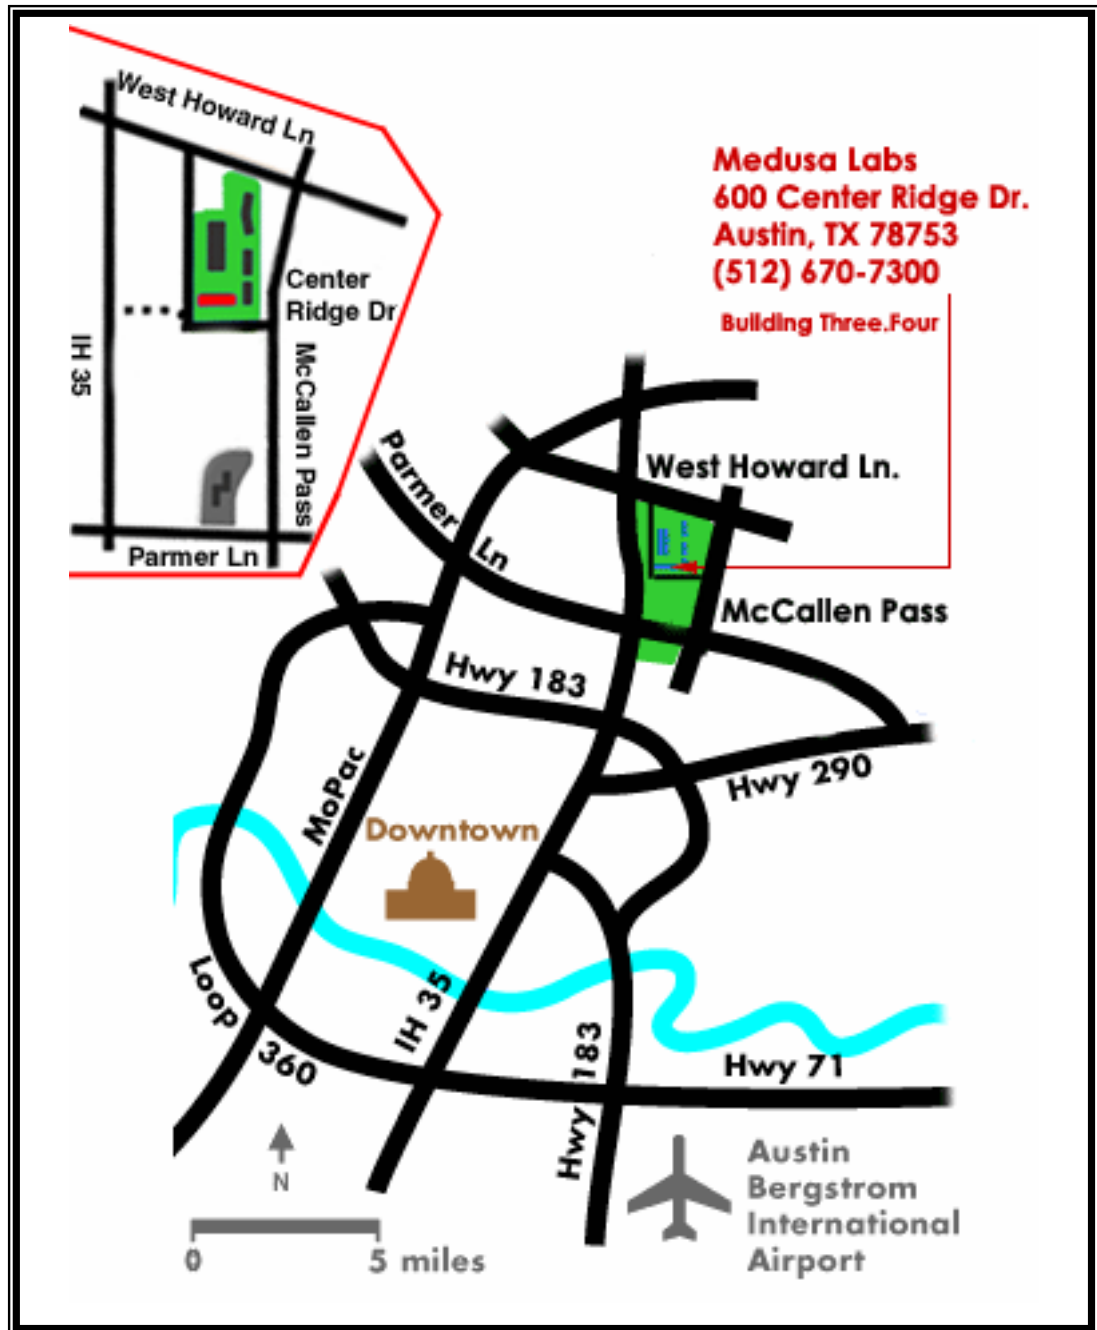 West Howard Ln
Medusa Labs
600 Center Ridge Dr.
Austin, TX 78753
(512) 670-7300
Building Three.Four
Center
Ridge Dr
IH 35
McCallen Pass
Parmer Ln
Parmer Ln
West Howard Ln.
McCallen Pass
Hwy 183
Hwy 290
MoPac
Downtown
Loop 360
IH 35
Hwy 183
Hwy 71
N
0 5 miles
Austin
Bergstrom
International
Airport